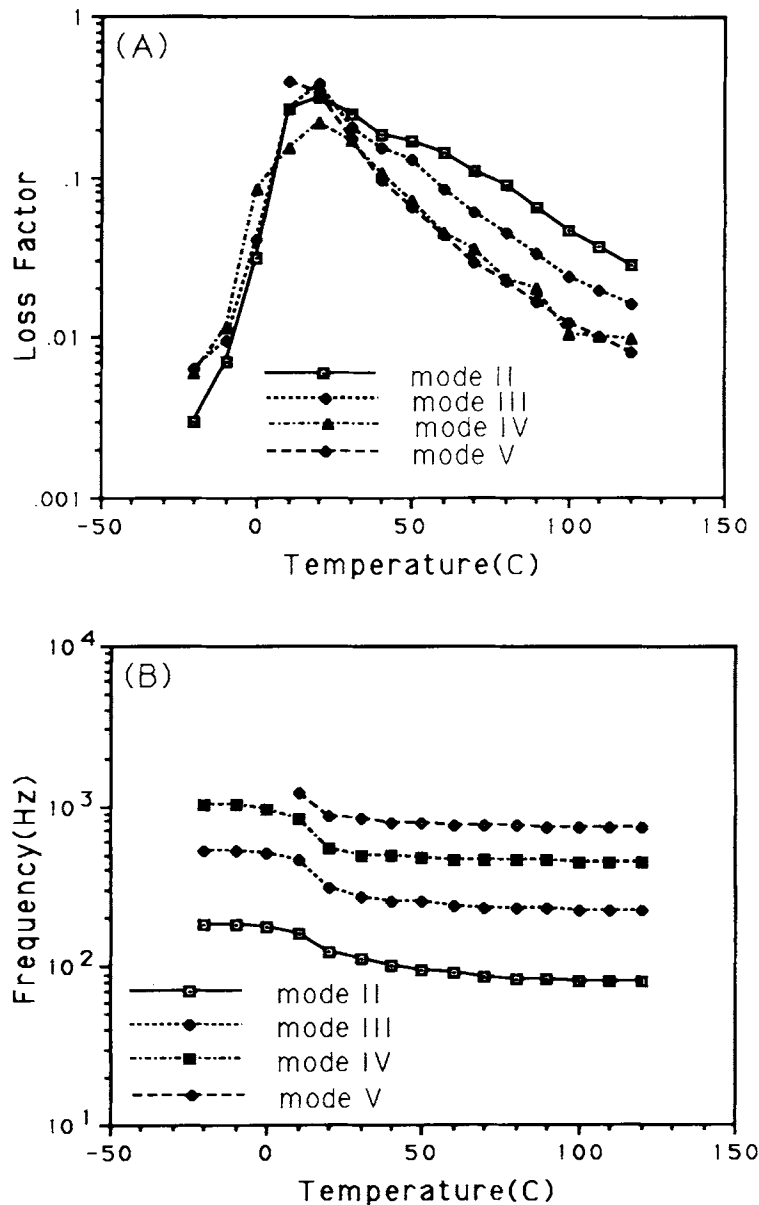 (A)
1
.1
.01
.001
Loss Factor
mode II
mode III
mode IV
mode V
-50 0 50 100 150
Temperature(C)
(B)
10^4
10^3
10^2
10^1
Frequency(Hz)
mode II
mode III
mode IV
mode V
-50 0 50 100 150
Temperature(C)